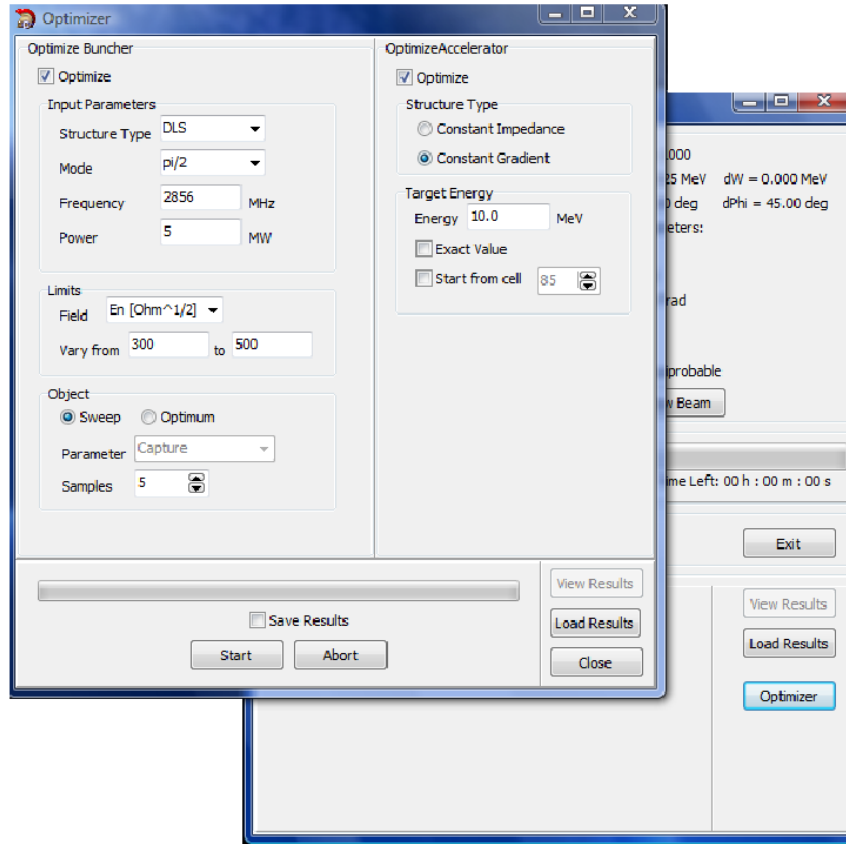 Optimizer
Optimize Buncher
Optimize
Input Parameters
Structure Type DLS
Mode pi/2
Frequency 2856 MHz
Power 5 MW
Limits
Field En [Ohm^1/2]
Vary from 300 to 500
Object
Sweep Optimum
Parameter Capture
Samples 5
OptimizeAccelerator
Optimize
Structure Type
Constant Impedance
Constant Gradient
Target Energy
Energy 10.0 MeV
Exact Value
Start from cell 85
Save Results
Start Abort
View Results
Load Results
Close
.000
25 MeV dW = 0.000 MeV
0 deg dPhi = 45.00 deg
eters:
rad
iprobable
w Beam
me Left: 00 h : 00 m : 00 s
Exit
View Results
Load Results
Optimizer